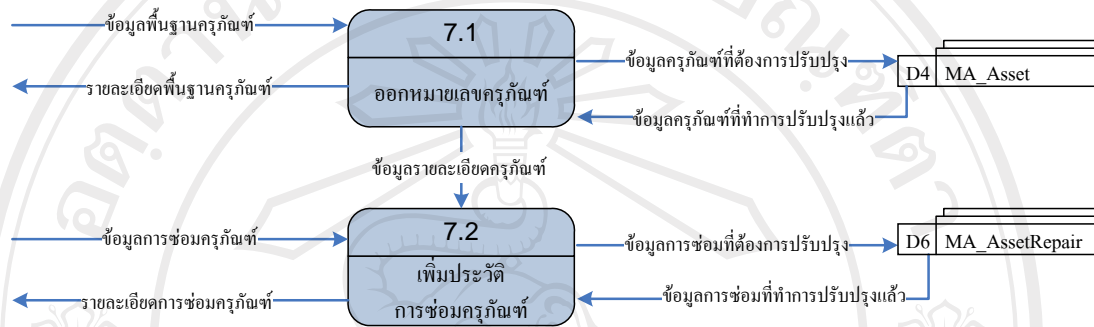 ข้อมูลพื้นฐานครุภัณฑ์
7.1
ข้อมูลครุภัณฑ์ที่ต้องการปรับปรุง
D4 MA_Asset
รายละเอียดพื้นฐานครุภัณฑ์
ออกหมายเลขครุภัณฑ์
ข้อมูลครุภัณฑ์ที่ทำการปรับปรุงแล้ว
ข้อมูลรายละเอียดครุภัณฑ์
ข้อมูลการซ่อมครุภัณฑ์
7.2
ข้อมูลการซ่อมที่ต้องการปรับปรุง
D6 MA_AssetRepair
รายละเอียดการซ่อมครุภัณฑ์
เพิ่มประวัติ
การซ่อมครุภัณฑ์
ข้อมูลการซ่อมที่ทำการปรับปรุงแล้ว